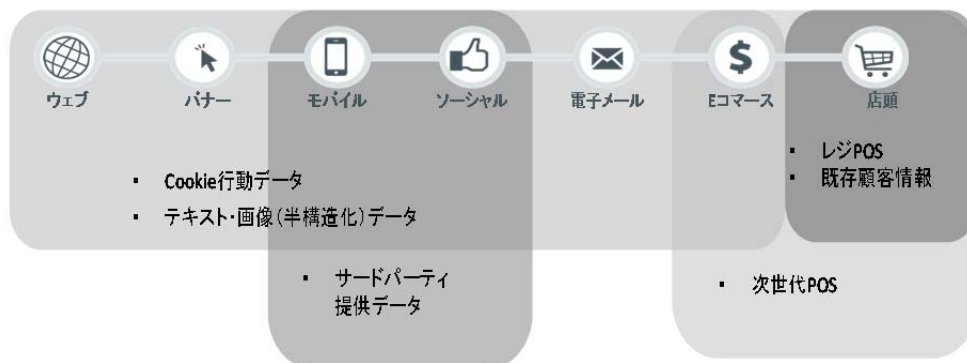 ウェブ
バナー
モバイル
ソーシャル
電子メール
Eコマース
店頭
▪ レジPOS
▪ 既存顧客情報
▪ Cookie行動データ
▪ テキスト・画像(半構造化)データ
▪ サードパーティ
提供データ
▪ 次世代POS